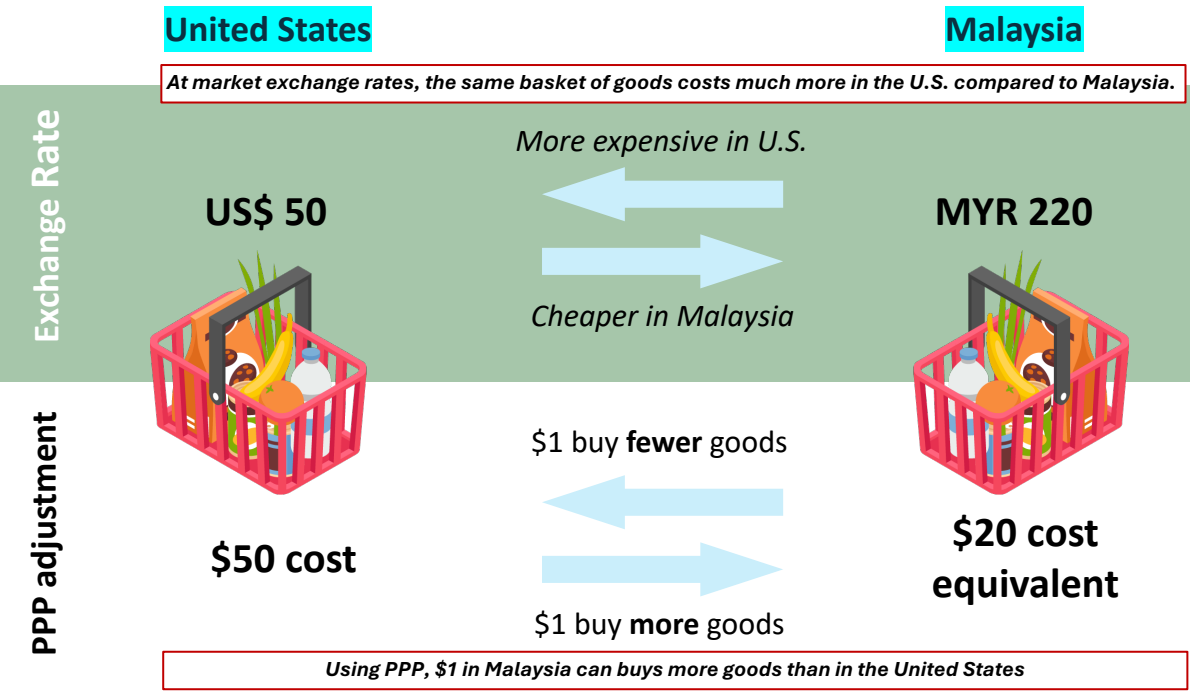 United States
Malaysia
At market exchange rates, the same basket of goods costs much more in the U.S. compared to Malaysia.
Exchange Rate
More expensive in U.S.
US$ 50
MYR 220
Cheaper in Malaysia
PPP adjustment
$1 buy fewer goods
$50 cost
$20 cost
equivalent
$1 buy more goods
Using PPP, $1 in Malaysia can buys more goods than in the United States